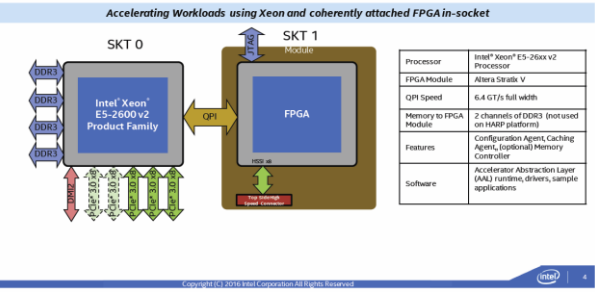 Accelerating Workloads using Xeon and coherently attached FPGA in-socket
SKT 0
SKT 1
Module
JTAG
DDR3
DDR3
DDR3
DDR3
Intel® Xeon®
E5-2600 v2
Product Family
QPI
FPGA
HSSI x8
DMI2
PCIe® 3.0 x8
PCIe® 3.0 x8
PCIe® 3.0 x8
PCIe® 3.0 x8
PCIe® 3.0 x8
Top Side High
Speed Connector
Processor
Intel® Xeon® E5-26xx v2
Processor
FPGA Module
Altera Stratix V
QPI Speed
6.4 GT/s full width
Memory to FPGA
Module
2 channels of DDR3 (not used
on HARP platform)
Features
Configuration Agent, Caching
Agent, (optional) Memory
Controller
Software
Accelerator Abstraction Layer
(AAL) runtime, drivers, sample
applications
Copyright (C) 2016 Intel Corporation All Rights Reserved
intel
4